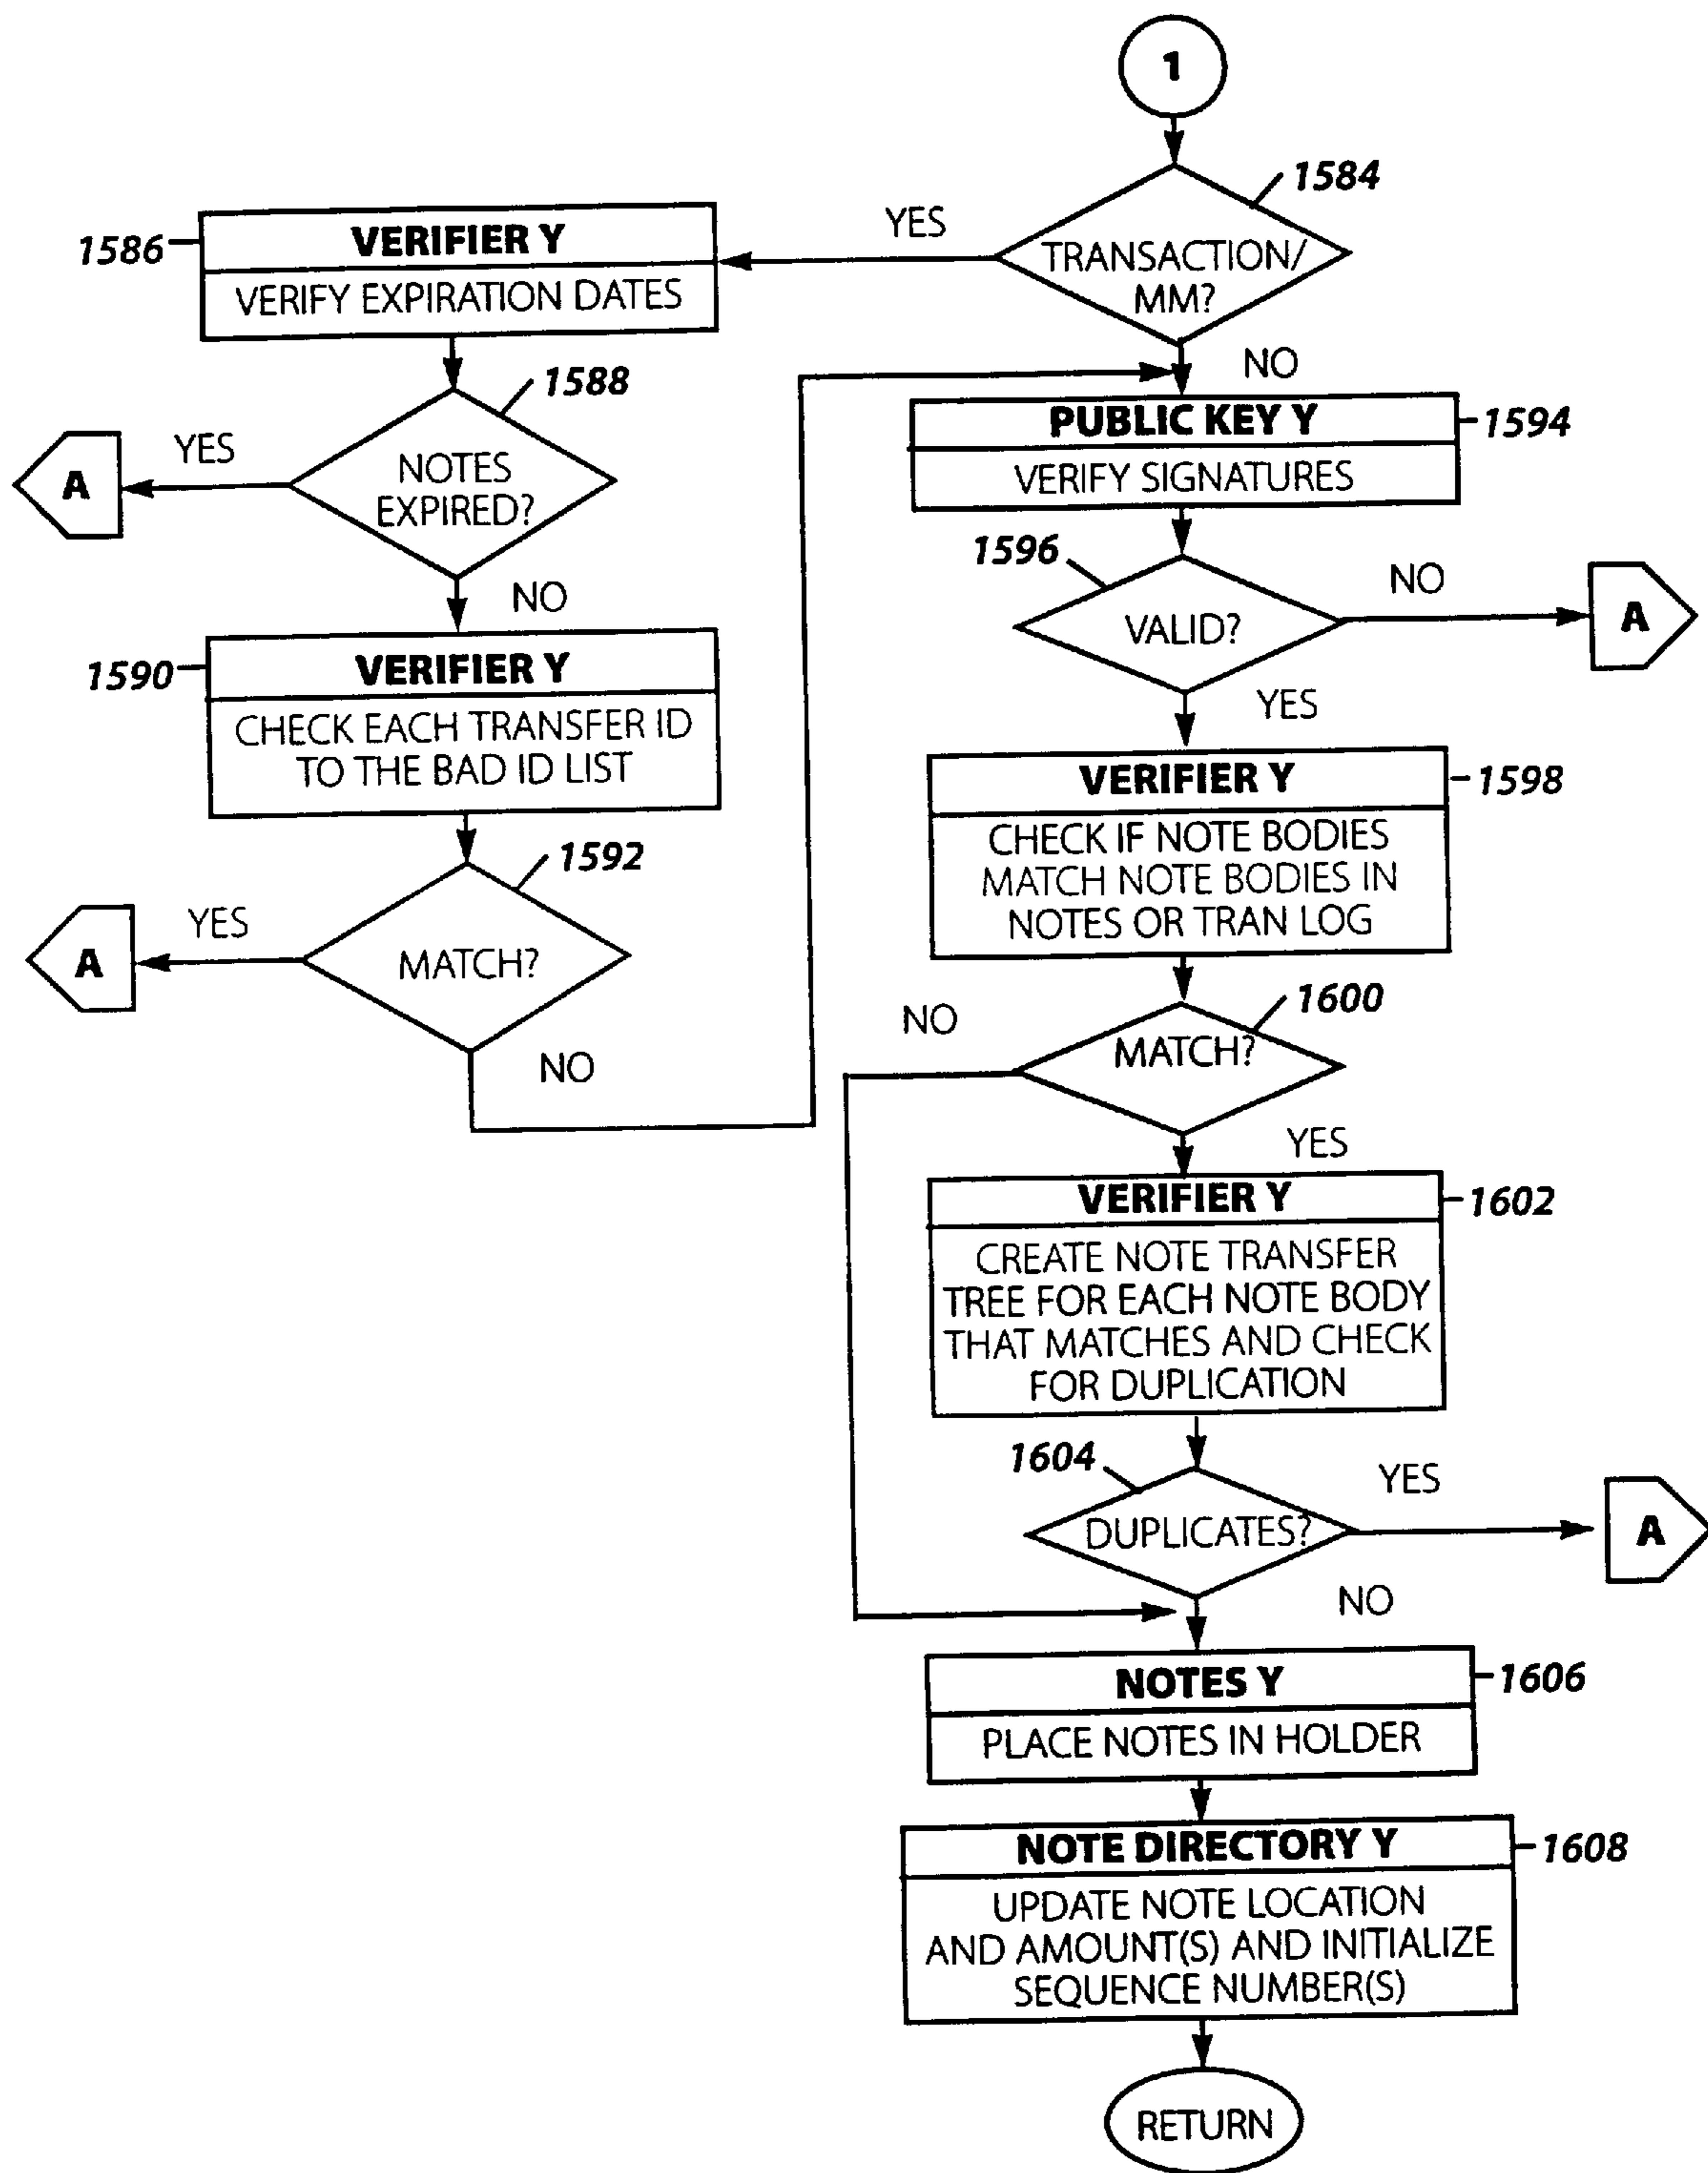 1
1584
TRANSACTION/
MM?
YES
NO
1586
VERIFIER Y
VERIFY EXPIRATION DATES
1588
NOTES
EXPIRED?
YES
A
NO
1590
VERIFIER Y
CHECK EACH TRANSFER ID
TO THE BAD ID LIST
1592
MATCH?
YES
A
NO
PUBLIC KEY Y
1594
VERIFY SIGNATURES
1596
VALID?
NO
A
YES
VERIFIER Y
1598
CHECK IF NOTE BODIES
MATCH NOTE BODIES IN
NOTES OR TRAN LOG
1600
NO
MATCH?
YES
VERIFIER Y
1602
CREATE NOTE TRANSFER
TREE FOR EACH NOTE BODY
THAT MATCHES AND CHECK
FOR DUPLICATION
1604
DUPLICATES?
YES
A
NO
NOTES Y
1606
PLACE NOTES IN HOLDER
NOTE DIRECTORY Y
1608
UPDATE NOTE LOCATION
AND AMOUNT(S) AND INITIALIZE
SEQUENCE NUMBER(S)
RETURN